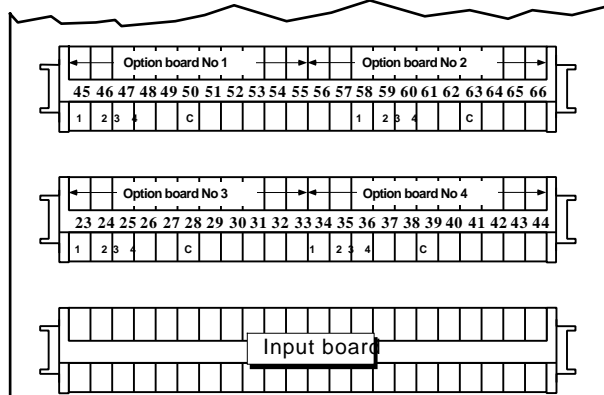 Option board No 1 Option board No 2
45 46 47 48 49 50 51 52 53 54 55 56 57 58 59 60 61 62 63 64 65 66
1 2 3 4 C 1 2 3 4 C
Option board No 3 Option board No 4
23 24 25 26 27 28 29 30 31 32 33 34 35 36 37 38 39 40 41 42 43 44
1 2 3 4 C 1 2 3 4 C
Input board